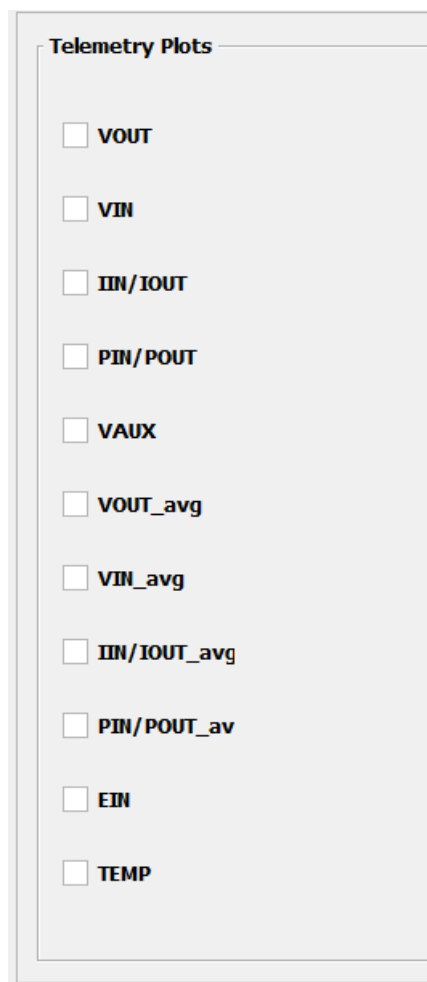 Telemetry Plots
VOUT
VIN
IIN/IOUT
PIN/POUT
VAUX
VOUT_avg
VIN_avg
IIN/IOUT_avg
PIN/POUT_av
EIN
TEMP